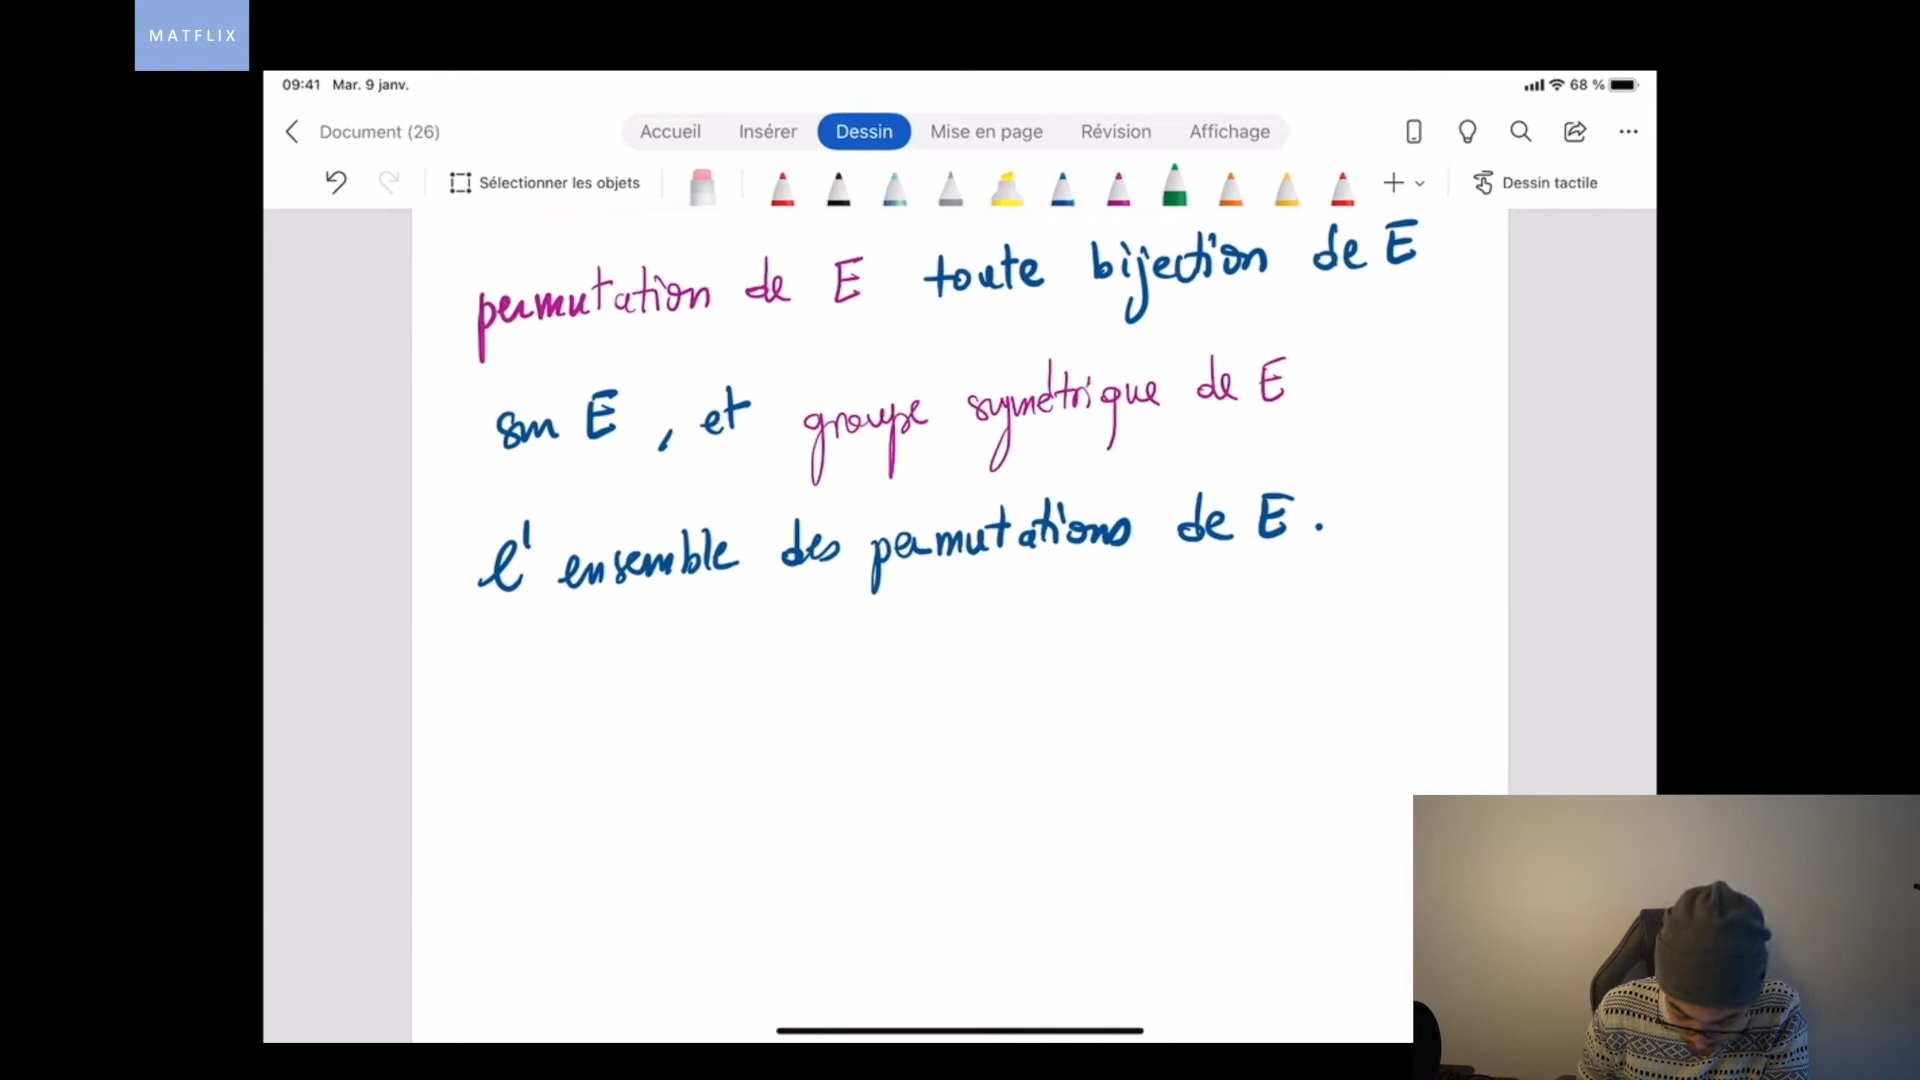 MATFLIX
09:41 Mar. 9 janv.
68 %
Document (26)
Accueil Insérer Dessin Mise en page Révision Affichage
Sélectionner les objets
Dessin tactile
permutation de E toute bijection de E
sur E, et groupe symétrique de E
l'ensemble des permutations de E.